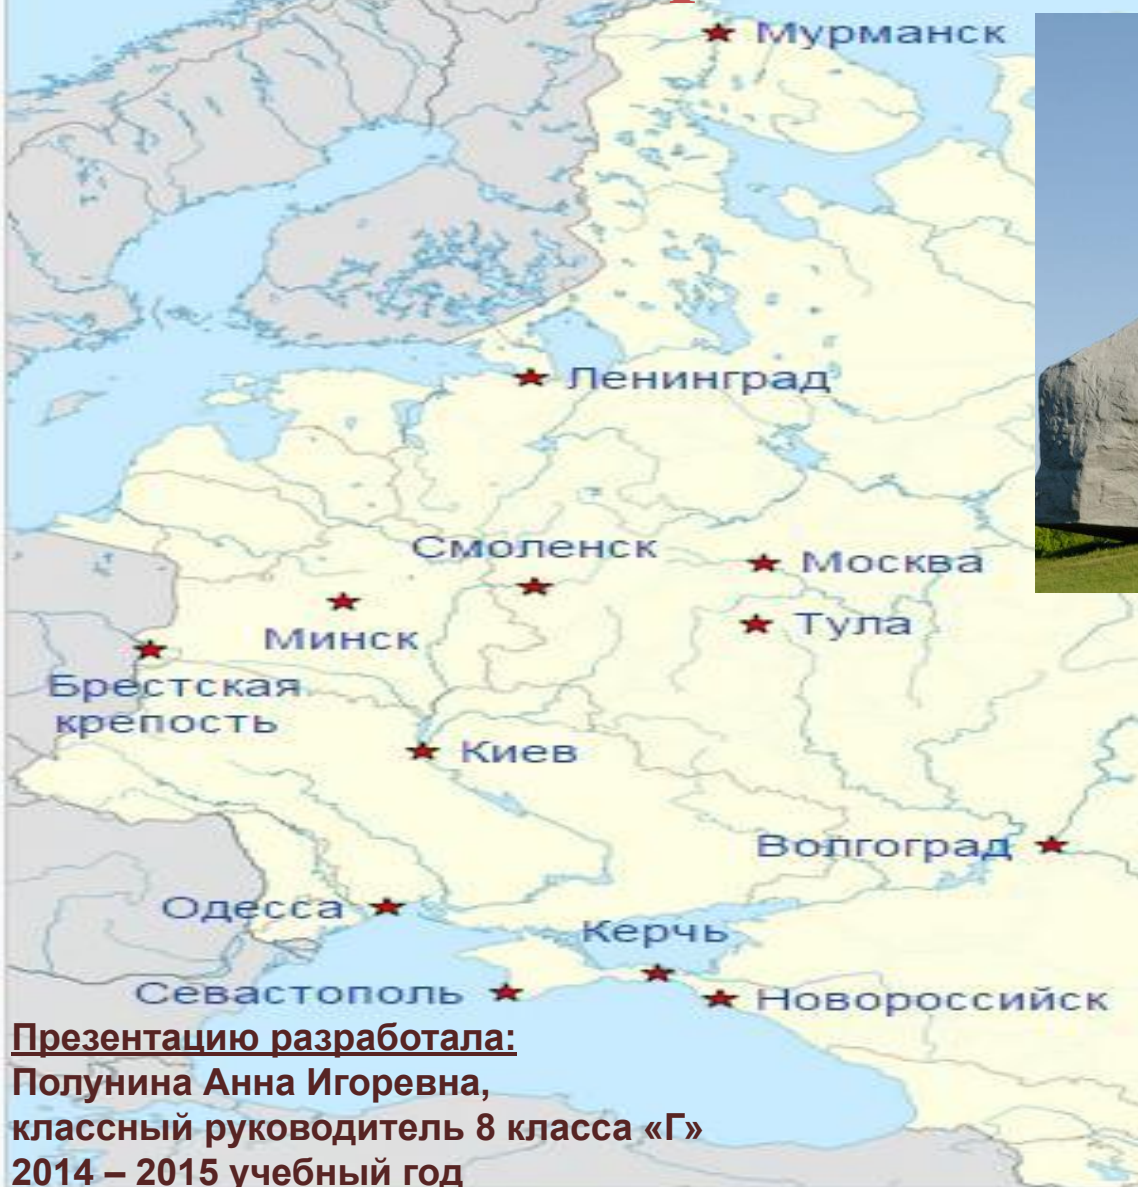 Мурманск
Ленинград
Смоленск
Москва
Минск
Тула
Брестская
крепость
Киев
Волгоград
Одесса
Керчь
Севастополь
Новороссийск
Презентацию разработала:
Полунина Анна Игоревна,
классный руководитель 8 класса «Г»
2014 – 2015 учебный год